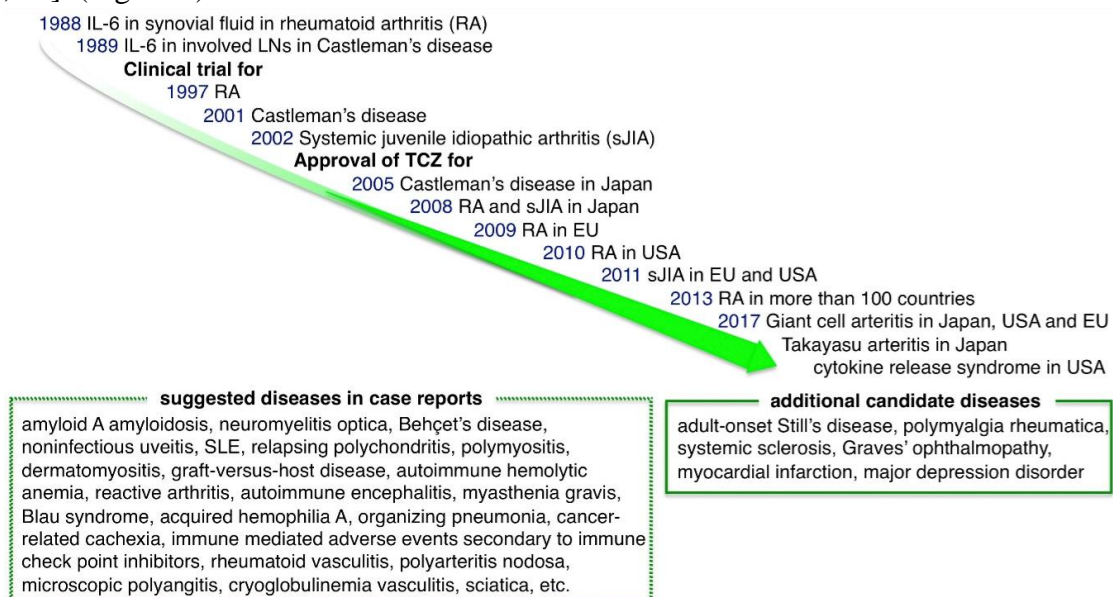 1988 IL-6 in synovial fluid in rheumatoid arthritis (RA)
1989 IL-6 in involved LNs in Castleman's disease
Clinical trial for
1997 RA
2001 Castleman's disease
2002 Systemic juvenile idiopathic arthritis (sJIA)
Approval of TCZ for
2005 Castleman's disease in Japan
2008 RA and sJIA in Japan
2009 RA in EU
2010 RA in USA
2011 sJIA in EU and USA
2013 RA in more than 100 countries
2017 Giant cell arteritis in Japan, USA and EU
Takayasu arteritis in Japan
cytokine release syndrome in USA
suggested diseases in case reports
amyloid A amyloidosis, neuromyelitis optica, Behçet's disease,
noninfectious uveitis, SLE, relapsing polychondritis, polymyositis,
dermatomyositis, graft-versus-host disease, autoimmune hemolytic
anemia, reactive arthritis, autoimmune encephalitis, myasthenia gravis,
Blau syndrome, acquired hemophilia A, organizing pneumonia, cancer-
related cachexia, immune mediated adverse events secondary to immune
check point inhibitors, rheumatoid vasculitis, polyarteritis nodosa,
microscopic polyangitis, cryoglobulinemia vasculitis, sciatica, etc.
additional candidate diseases
adult-onset Still's disease, polymyalgia rheumatica,
systemic sclerosis, Graves' ophthalmopathy,
myocardial infarction, major depression disorder